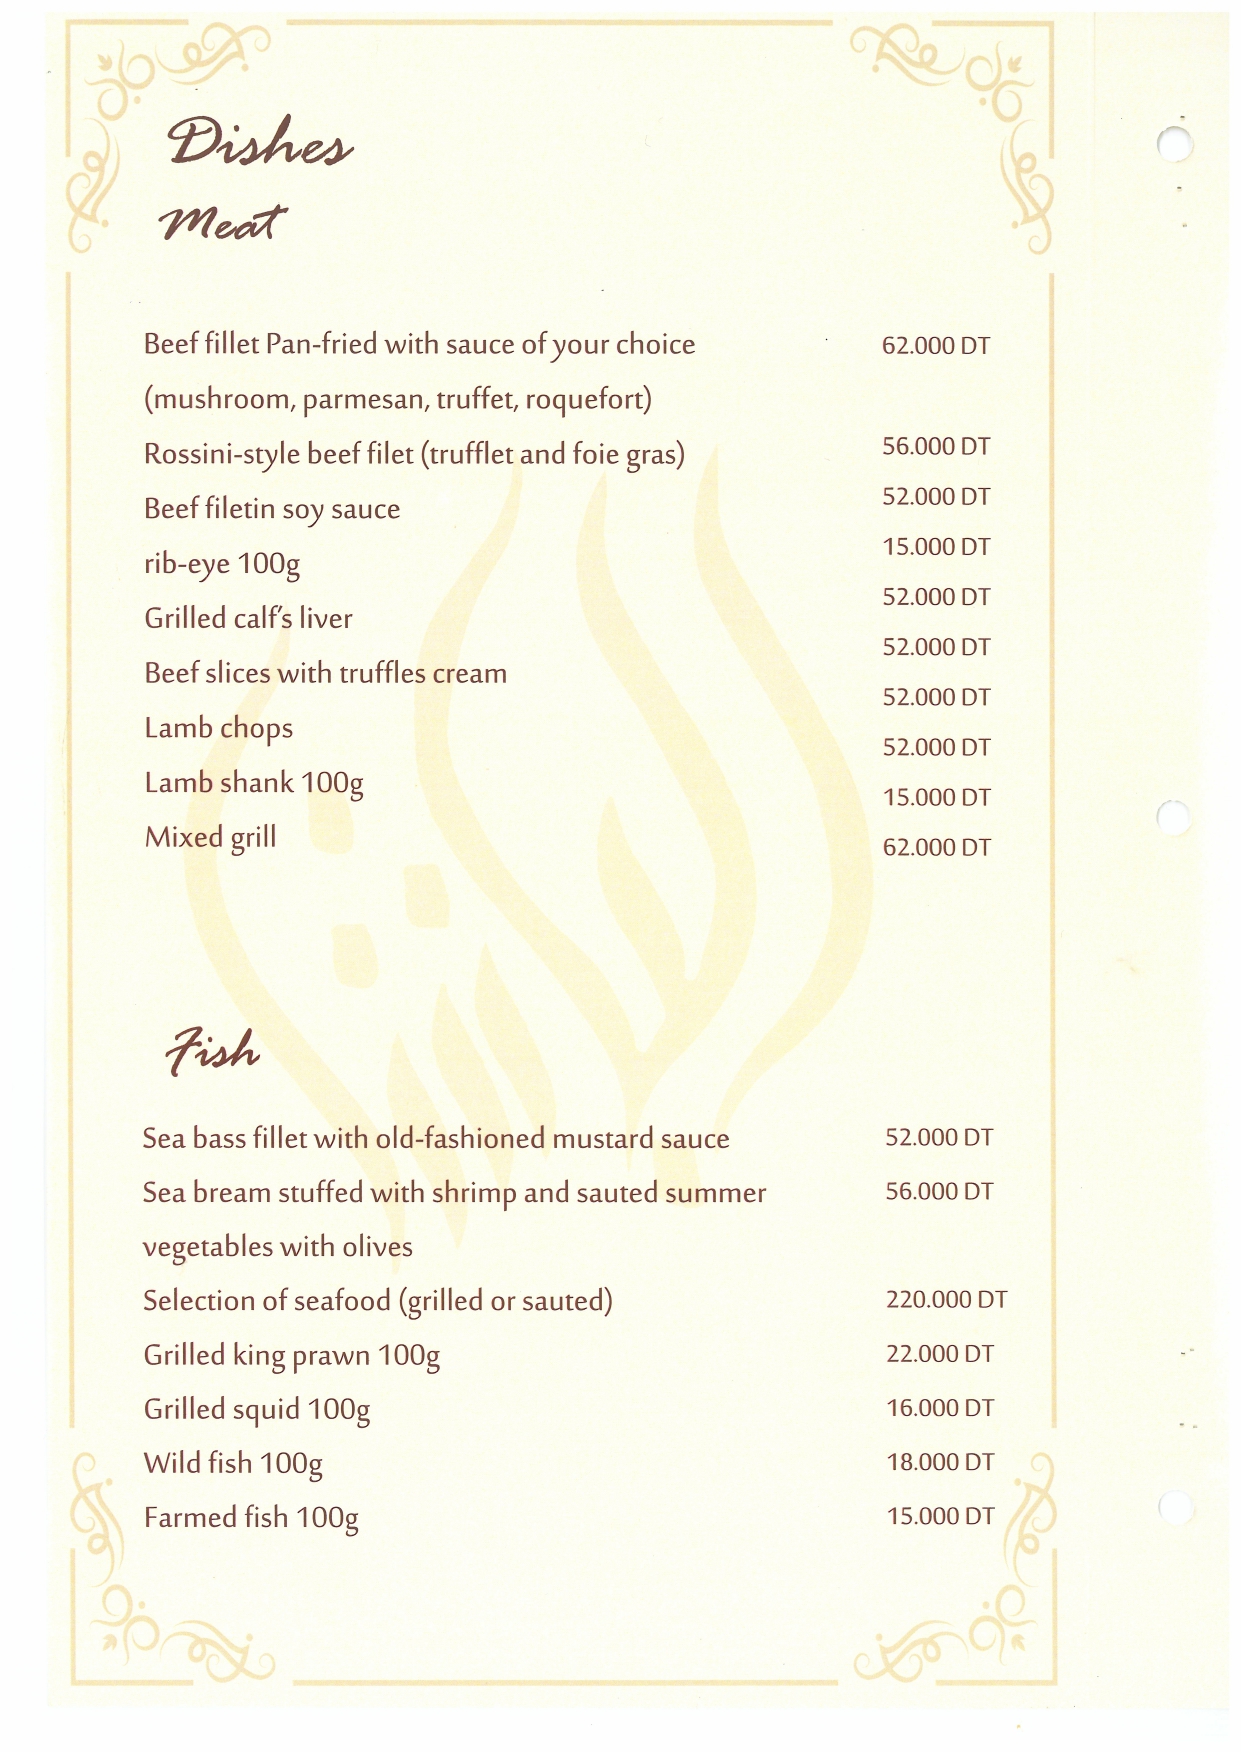 Dishes
Meat
Beef fillet Pan-fried with sauce of your choice 62.000 DT
(mushroom, parmesan, truffet, roquefort)
Rossini-style beef filet (trufflet and foie gras) 56.000 DT
Beef filetin soy sauce 52.000 DT
rib-eye 100g 15.000 DT
Grilled calf's liver 52.000 DT
Beef slices with truffles cream 52.000 DT
Lamb chops 52.000 DT
Lamb shank 100g 52.000 DT
Mixed grill 15.000 DT
62.000 DT
Fish
Sea bass fillet with old-fashioned mustard sauce 52.000 DT
Sea bream stuffed with shrimp and sauted summer 56.000 DT
vegetables with olives
Selection of seafood (grilled or sauted) 220.000 DT
Grilled king prawn 100g 22.000 DT
Grilled squid 100g 16.000 DT
Wild fish 100g 18.000 DT
Farmed fish 100g 15.000 DT